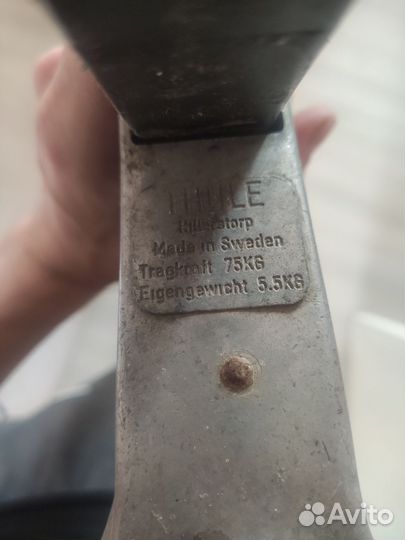 THULE
Hillerstorp
Made in Sweden
Tragkraft 75KG
Eigengewicht 5.5KG
Avito